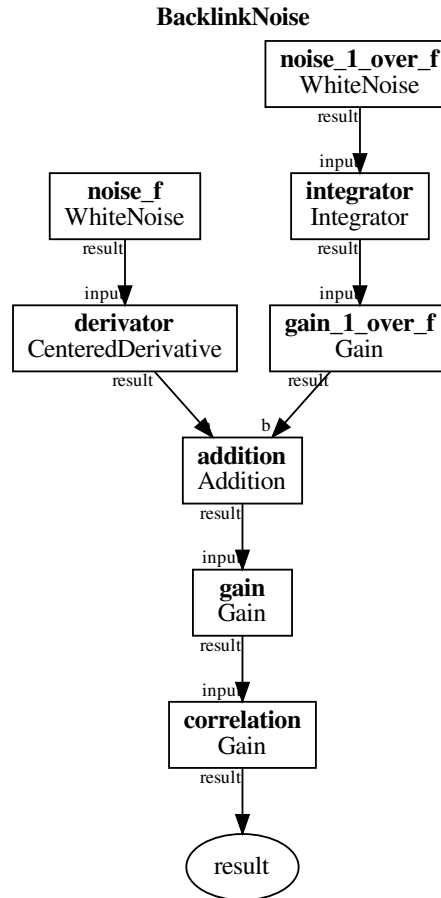 BacklinkNoise
noise_1_over_f
WhiteNoise
result
input
noise_f
WhiteNoise
result
integrator
Integrator
result
input
input
derivator
CenteredDerivative
result
gain_1_over_f
Gain
result
b
addition
Addition
result
input
gain
Gain
result
input
correlation
Gain
result
result